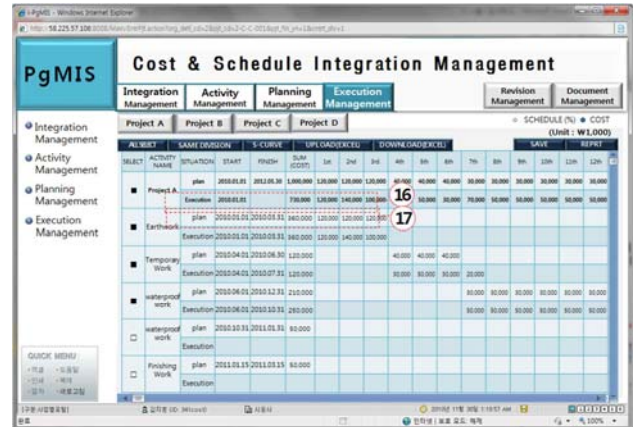 i-PgMIS - Windows Internet Explorer
PgMIS
Cost & Schedule Integration Management
Integration Management
Activity Management
Planning Management
Execution Management
Revision Management
Document Management
Project A
Project B
Project C
Project D
SCHEDULE (%) COST
(Unit : ₩1,000)
Integration Management
Activity Management
Planning Management
Execution Management
SAME DIVISION S-CURVE UPLOAD(EXCEL) DOWNLOAD(EXCEL) SAVE
SELECT ACTIVITY NAME SITUATION START FINISH SUM (COST) 1st 2nd 3rd 4th 5th 6th 7th 8th 9th 10th 11th 12th
Project A
plan 2010.01.01 2012.01.30 1,000,000 120,000 120,000 120,000 40,000 40,000 40,000 30,000 30,000 30,000 30,000 30,000 30,000
Execution 2010.01.01 730,000 120,000 140,000 100,000 50,000 30,000 70,000 50,000 50,000 50,000 50,000 50,000
16
17
Earthwork
plan 2010.01.01 2010.03.31 360,000 120,000 120,000
Execution 2010.01.01 2010.03.31 360,000 120,000 140,000 100,000
Temporary Work
plan 2010.04.01 2010.06.30 120,000 40,000 40,000 40,000
Execution 2010.04.01 2010.07.31 120,000 30,000 50,000 30,000 20,000
waterproof work
plan 2010.06.01 2010.12.31 210,000 30,000 30,000 30,000 30,000 30,000 30,000
Execution 2010.06.01 2010.10.31 250,000 50,000 50,000 50,000 50,000 50,000 50,000
waterproof work
plan 2010.10.31 2011.01.31 50,000
Execution
Finishing Work
plan 2011.01.15 2011.03.15 50,000
Execution
QUICK MENU
완료
100%